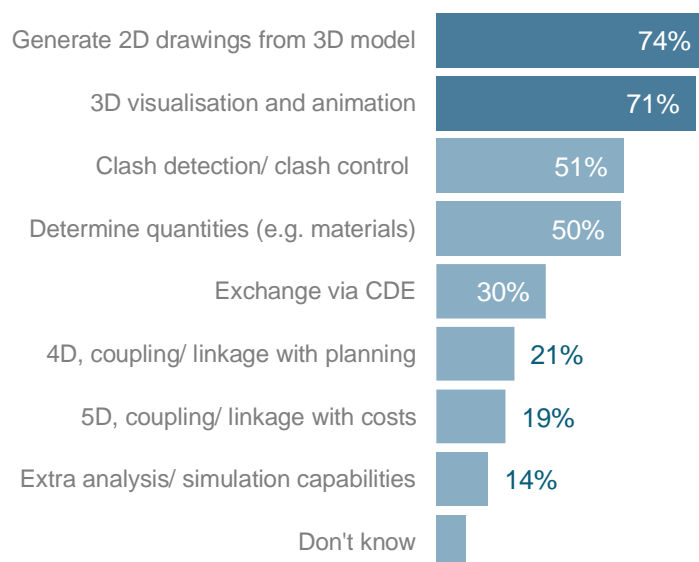 Generate 2D drawings from 3D model 74%
3D visualisation and animation 71%
Clash detection/ clash control 51%
Determine quantities (e.g. materials) 50%
Exchange via CDE 30%
4D, coupling/ linkage with planning 21%
5D, coupling/ linkage with costs 19%
Extra analysis/ simulation capabilities 14%
Don't know